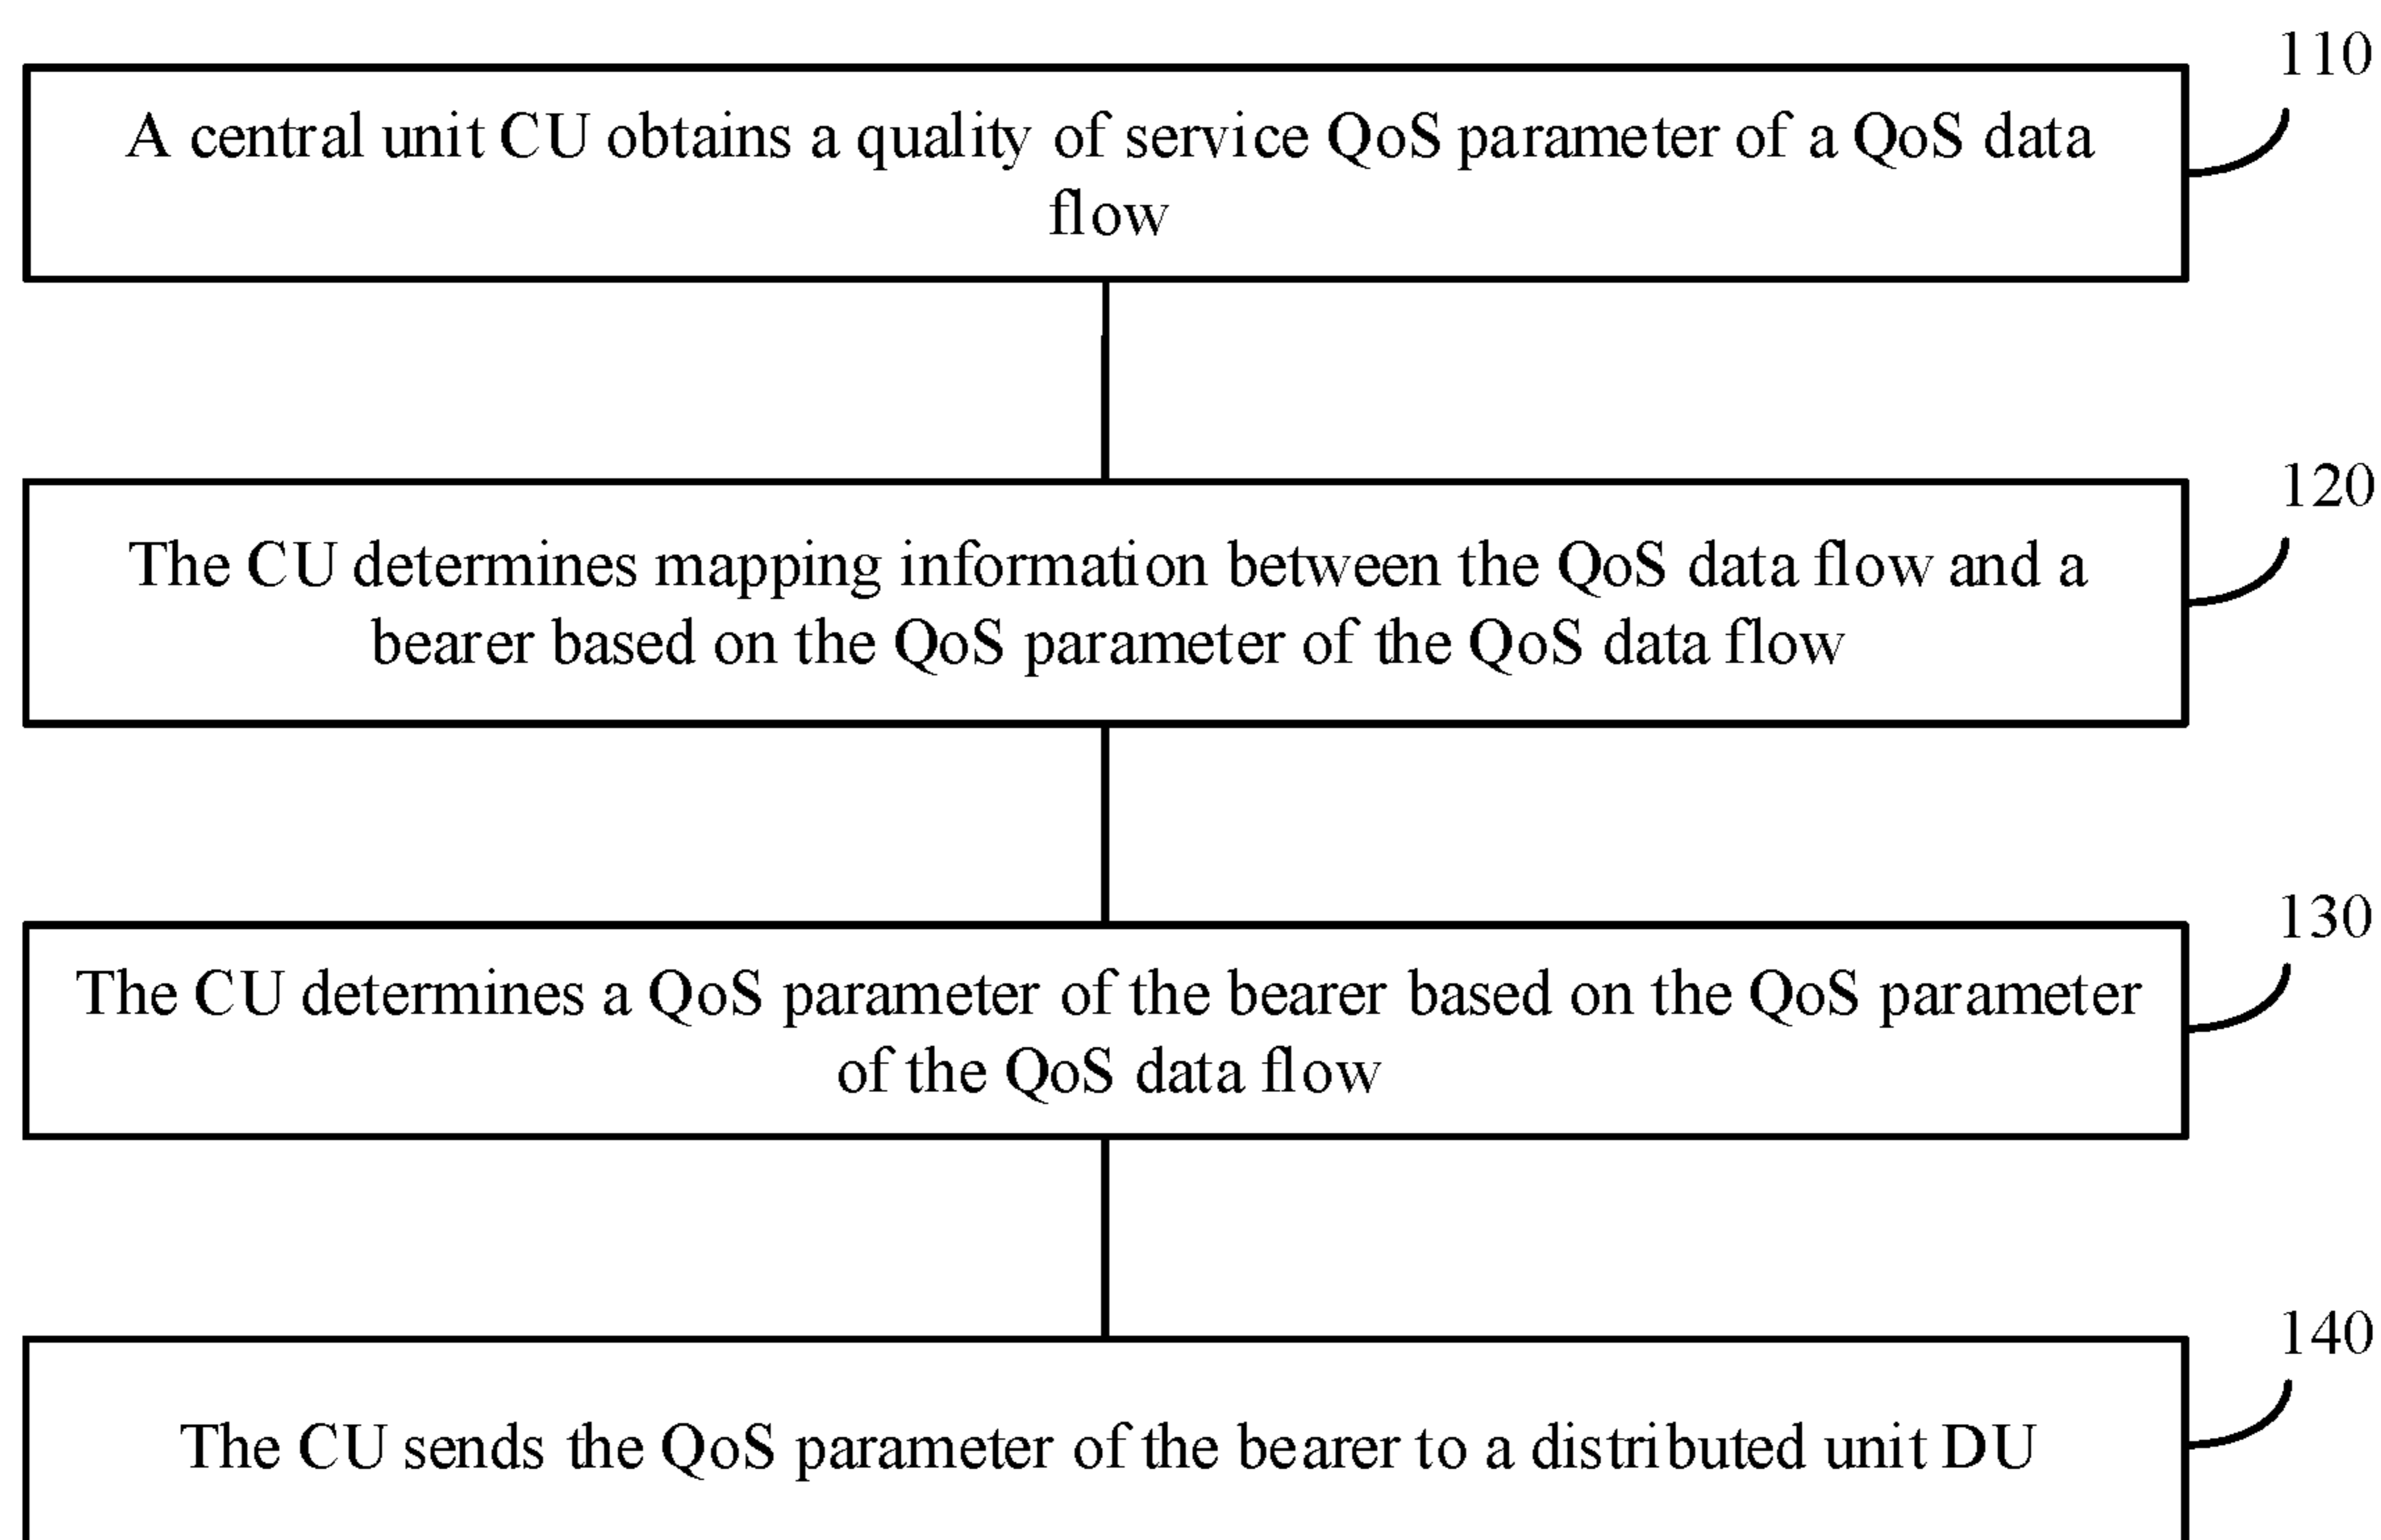 110
A central unit CU obtains a quality of service QoS parameter of a QoS data
flow
120
The CU determines mapping information between the QoS data flow and a
bearer based on the QoS parameter of the QoS data flow
130
The CU determines a QoS parameter of the bearer based on the QoS parameter
of the QoS data flow
140
The CU sends the QoS parameter of the bearer to a distributed unit DU